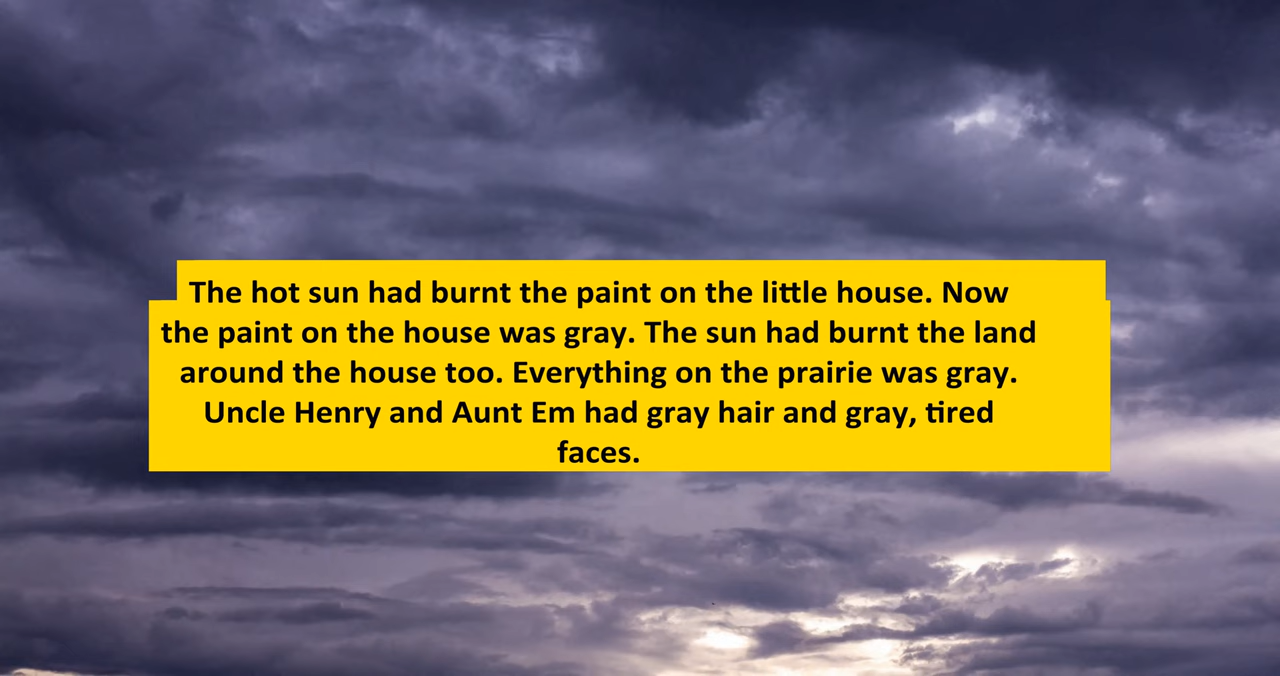 The hot sun had burnt the paint on the little house. Now
the paint on the house was gray. The sun had burnt the land
around the house too. Everything on the prairie was gray.
Uncle Henry and Aunt Em had gray hair and gray, tired
faces.